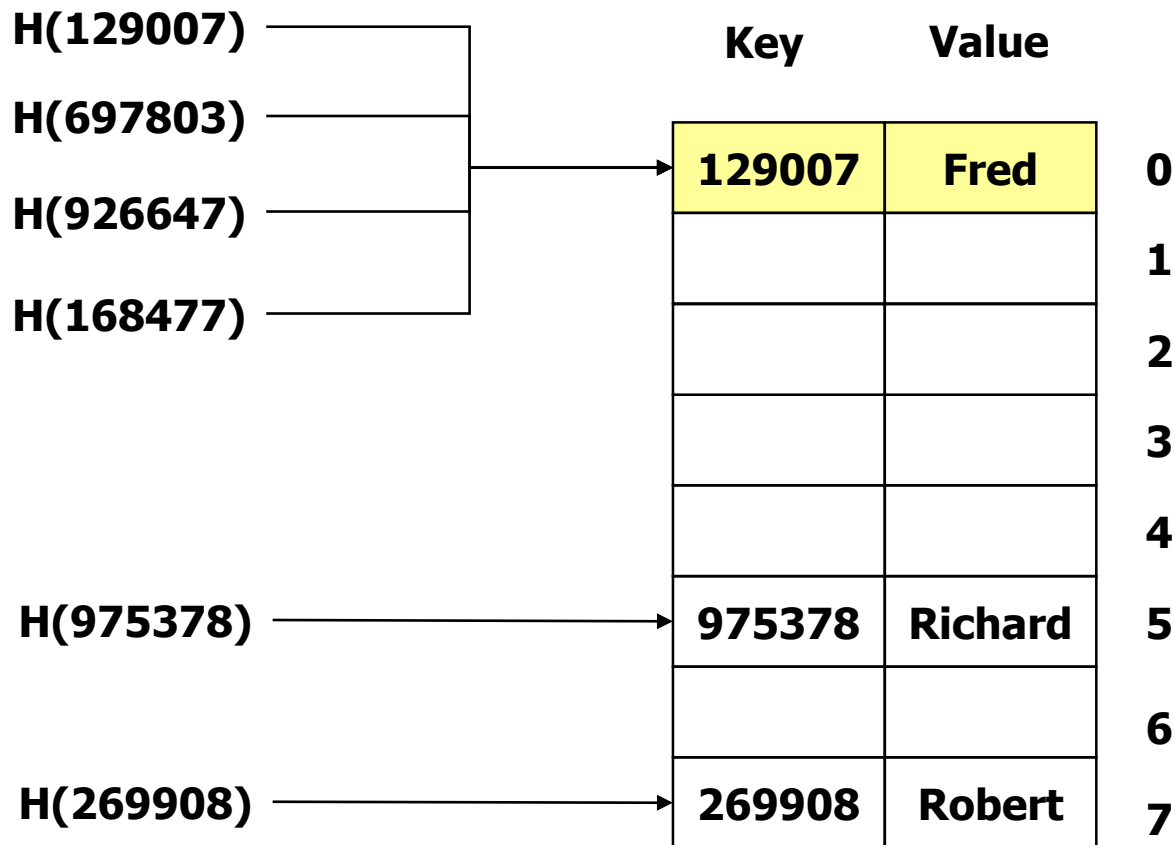 H(129007)
Key Value
H(697803)
129007 Fred 0
H(926647)
1
H(168477)
2
3
4
H(975378) 975378 Richard 5
6
H(269908) 269908 Robert 7